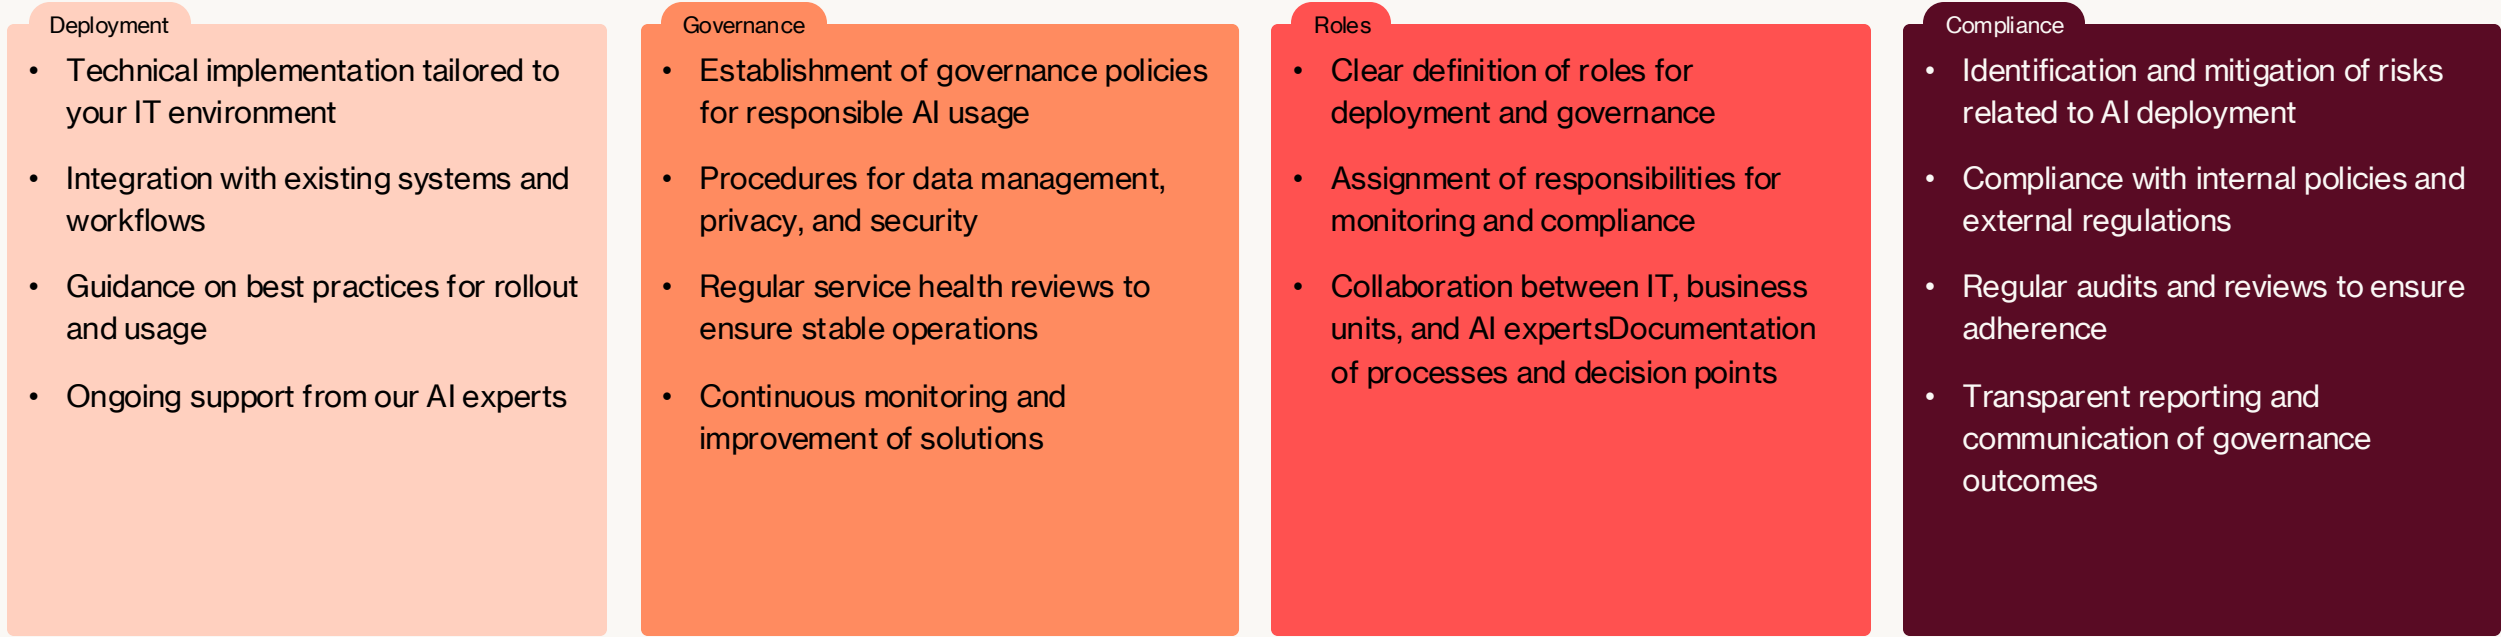 Deployment
• Technical implementation tailored to
your IT environment
• Integration with existing systems and
workflows
• Guidance on best practices for rollout
and usage
• Ongoing support from our AI experts
Governance
• Establishment of governance policies
for responsible AI usage
• Procedures for data management,
privacy, and security
• Regular service health reviews to
ensure stable operations
• Continuous monitoring and
improvement of solutions
Roles
• Clear definition of roles for
deployment and governance
• Assignment of responsibilities for
monitoring and compliance
• Collaboration between IT, business
units, and AI expertsDocumentation
of processes and decision points
Compliance
• Identification and mitigation of risks
related to AI deployment
• Compliance with internal policies and
external regulations
• Regular audits and reviews to ensure
adherence
• Transparent reporting and
communication of governance
outcomes